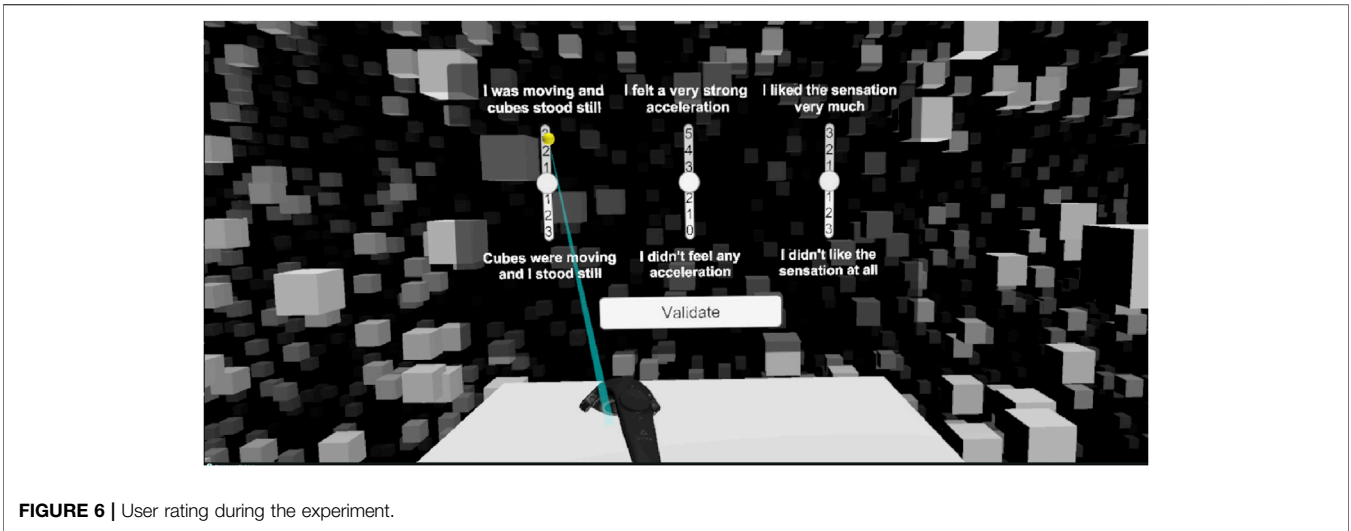 I was moving and
cubes stood still
I felt a very strong
acceleration
I liked the sensation
very much
3
2
1
1
2
3
5
4
3
2
1
0
3
2
1
1
2
3
Cubes were moving
and I stood still
I didn't feel any
acceleration
I didn't like the
sensation at all
Validate
FIGURE 6 | User rating during the experiment.